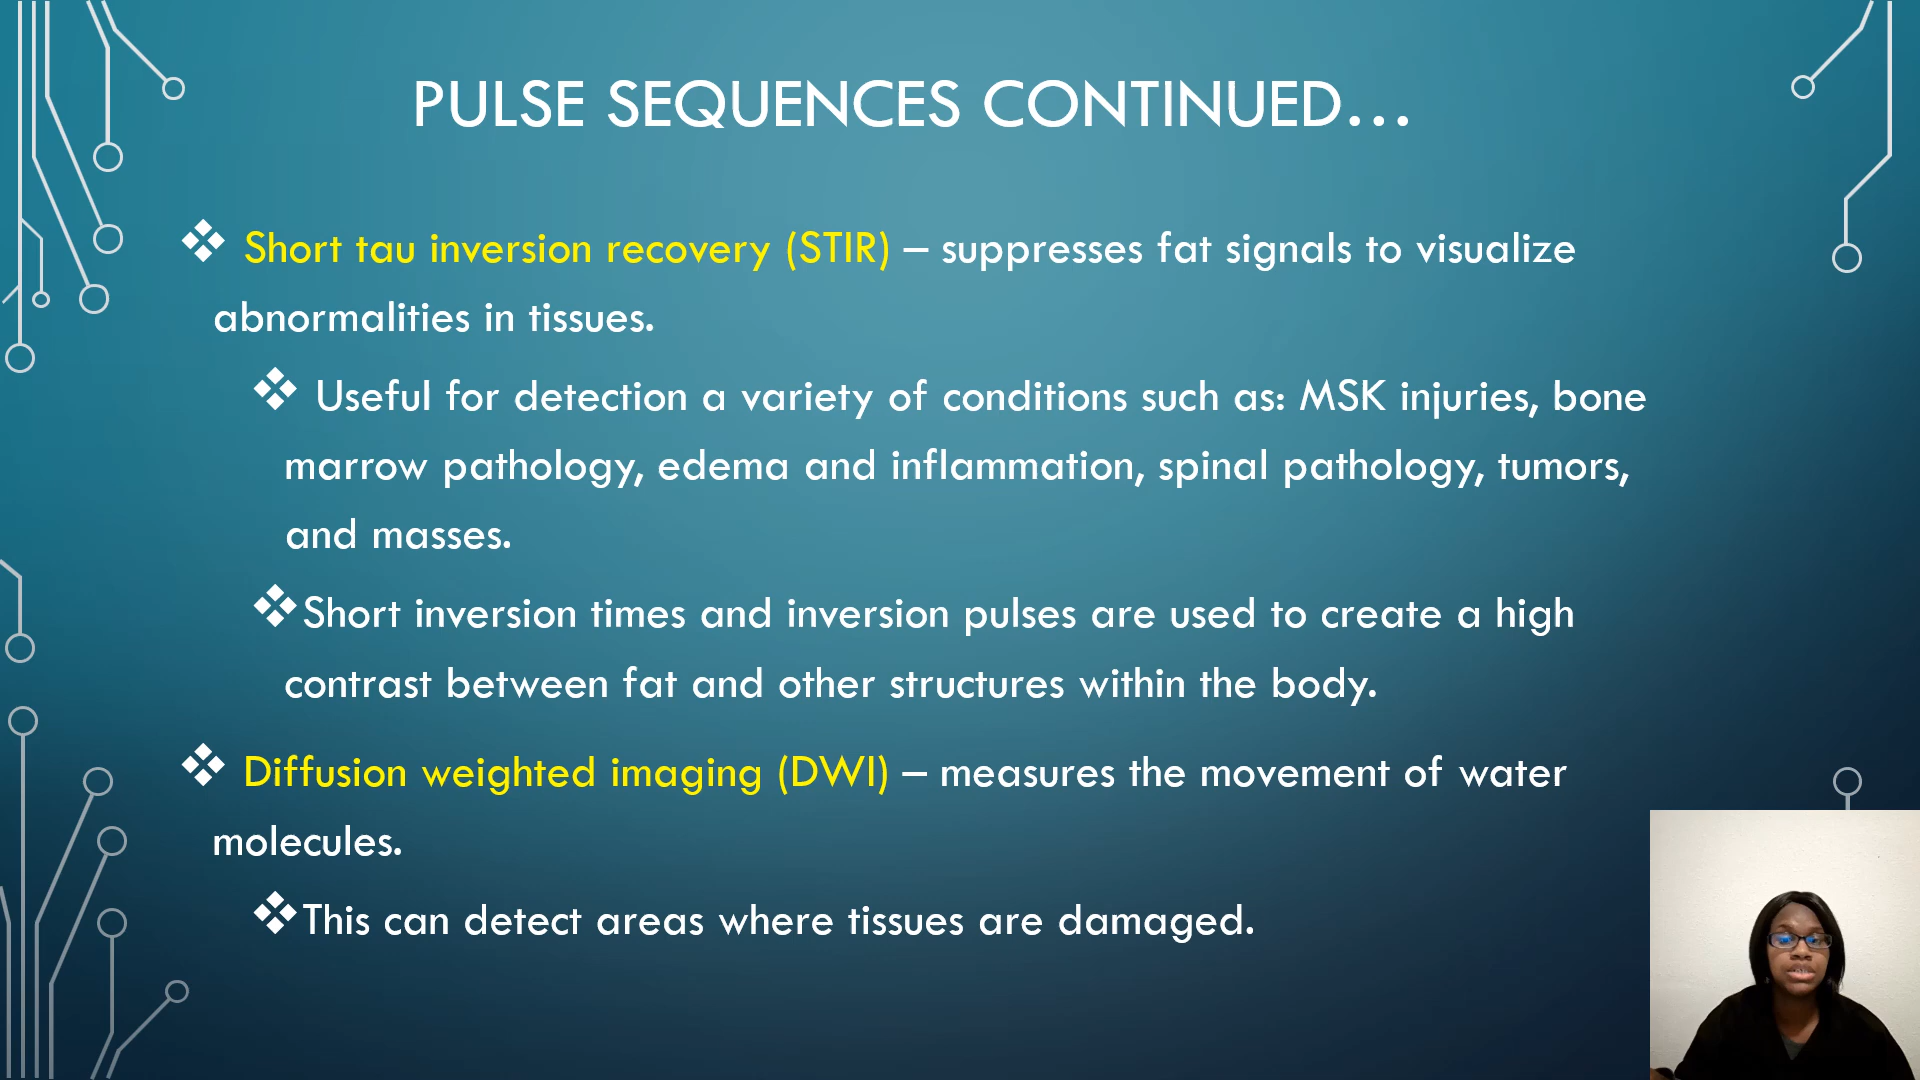 PULSE SEQUENCES CONTINUED...
❖ Short tau inversion recovery (STIR) – suppresses fat signals to visualize
abnormalities in tissues.
❖ Useful for detection a variety of conditions such as: MSK injuries, bone
marrow pathology, edema and inflammation, spinal pathology, tumors,
and masses.
❖Short inversion times and inversion pulses are used to create a high
contrast between fat and other structures within the body.
❖ Diffusion weighted imaging (DWI) – measures the movement of water
molecules.
❖This can detect areas where tissues are damaged.